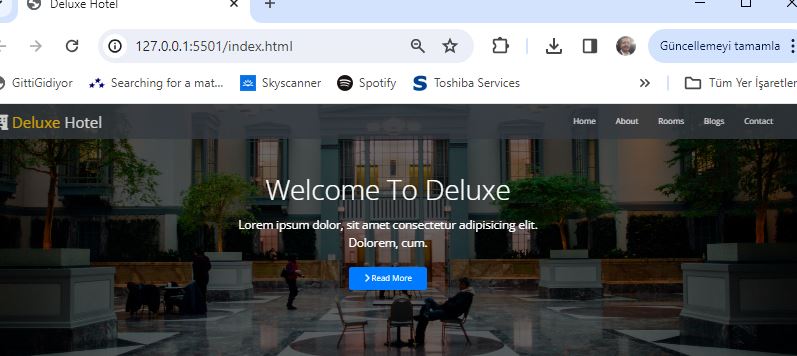 Deluxe Hotel
127.0.0.1:5501/index.html
Güncellemeyi tamamla
GittiGidiyor
Searching for a mat...
Skyscanner
Spotify
S Toshiba Services
Tüm Yer İşaretler
Deluxe Hotel
Home
About
Rooms
Blogs
Contact
Welcome To Deluxe
Lorem ipsum dolor, sit amet consectetur adipisicing elit.
Dolorem, cum.
Read More